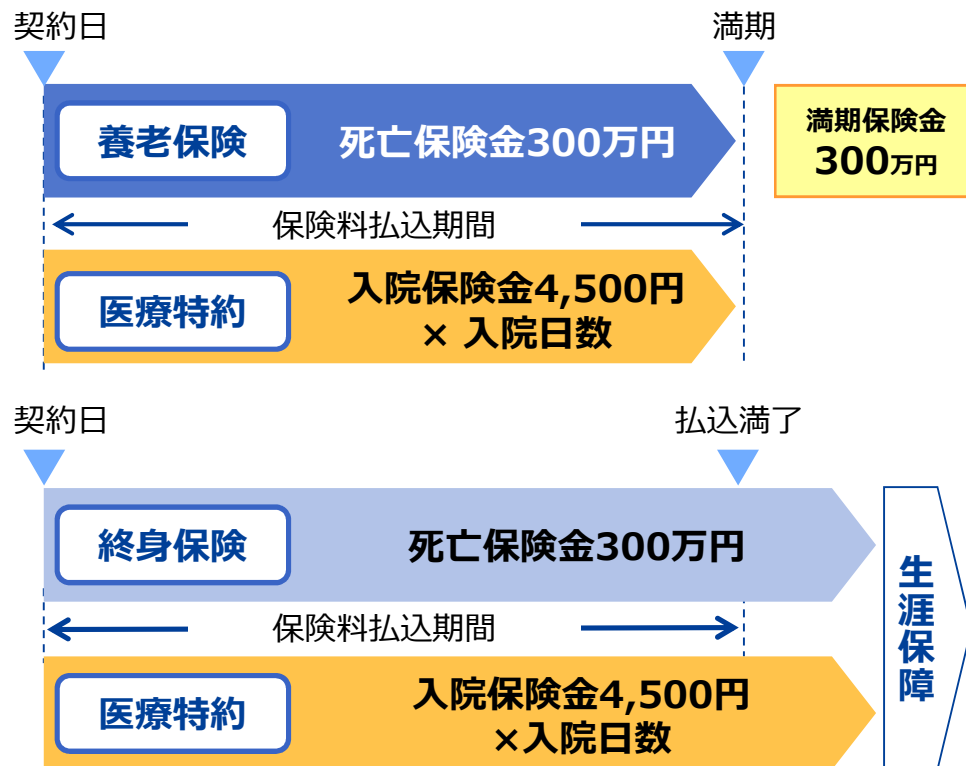 契約日
満期
養老保険
死亡保険金300万円
満期保険金
300万円
保険料払込期間
医療特約
入院保険金4,500円
× 入院日数
契約日
払込満了
終身保険
死亡保険金300万円
生涯保障
保険料払込期間
医療特約
入院保険金4,500円
×入院日数